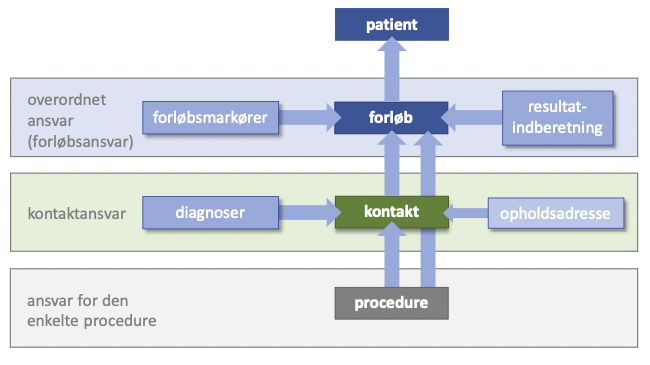 patient
overordnet
ansvar
(forløbsansvar)
forløbsmarkører
forløb
resultat-
indberetning
kontaktansvar
diagnoser
kontakt
opholdsadresse
ansvar for den
enkelte procedure
procedure